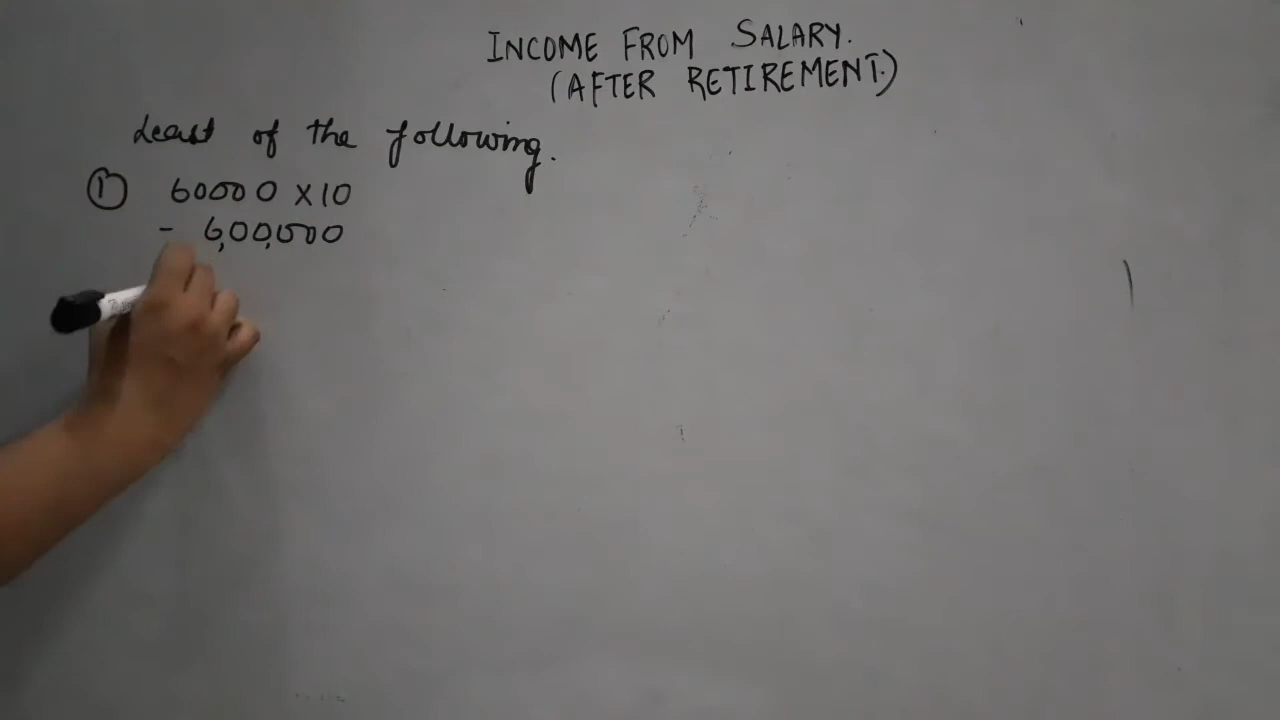 INCOME FROM SALARY.
(AFTER RETIREMENT.)
Least of the following.
① 60000 X 10
- 6,00,000